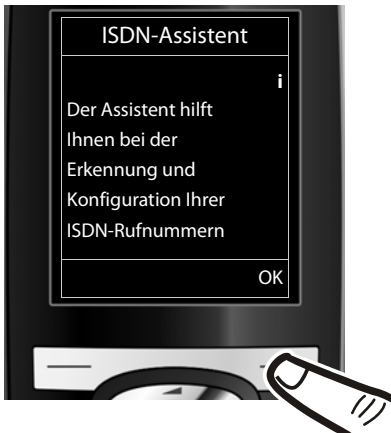 ISDN-Assistent
i
Der Assistent hilft
Ihnen bei der
Erkennung und
Konfiguration Ihrer
ISDN-Rufnummern
OK